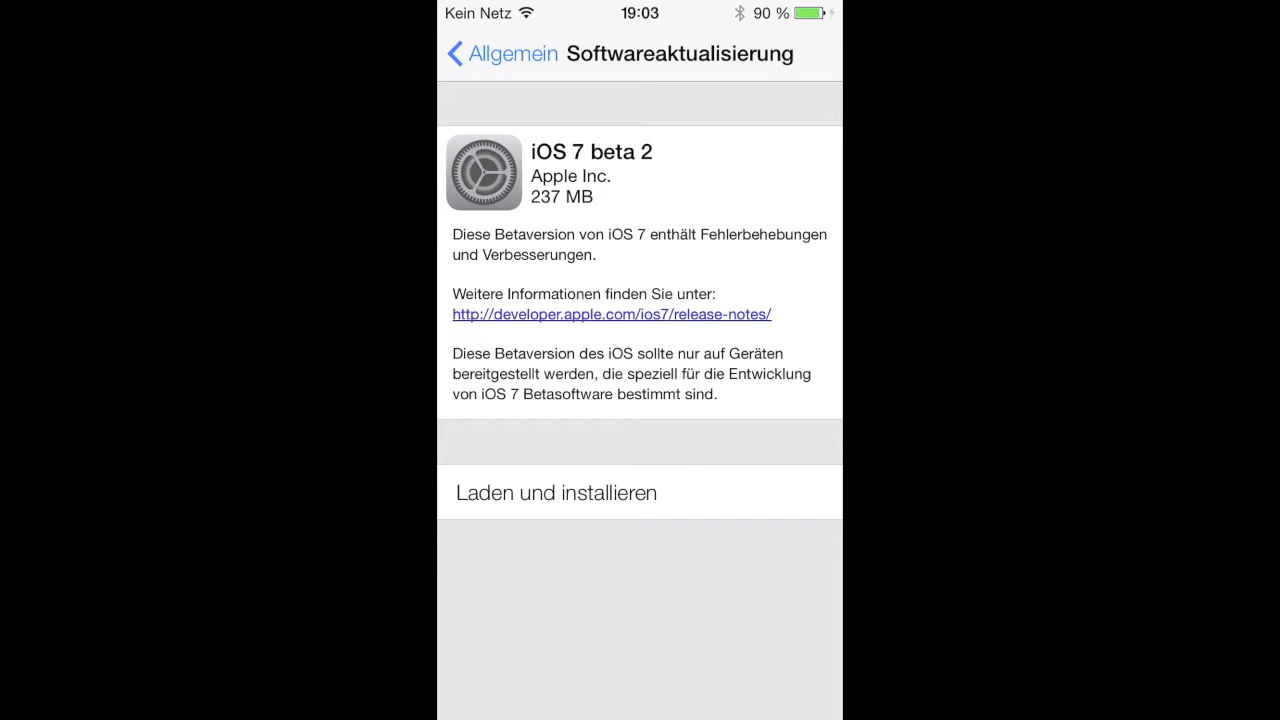 Kein Netz 19:03 90 %
Allgemein Softwareaktualisierung
iOS 7 beta 2
Apple Inc.
237 MB
Diese Betaversion von iOS 7 enthält Fehlerbehebungen
und Verbesserungen.
Weitere Informationen finden Sie unter:
http://developer.apple.com/ios7/release-notes/
Diese Betaversion des iOS sollte nur auf Geräten
bereitgestellt werden, die speziell für die Entwicklung
von iOS 7 Betasoftware bestimmt sind.
Laden und installieren